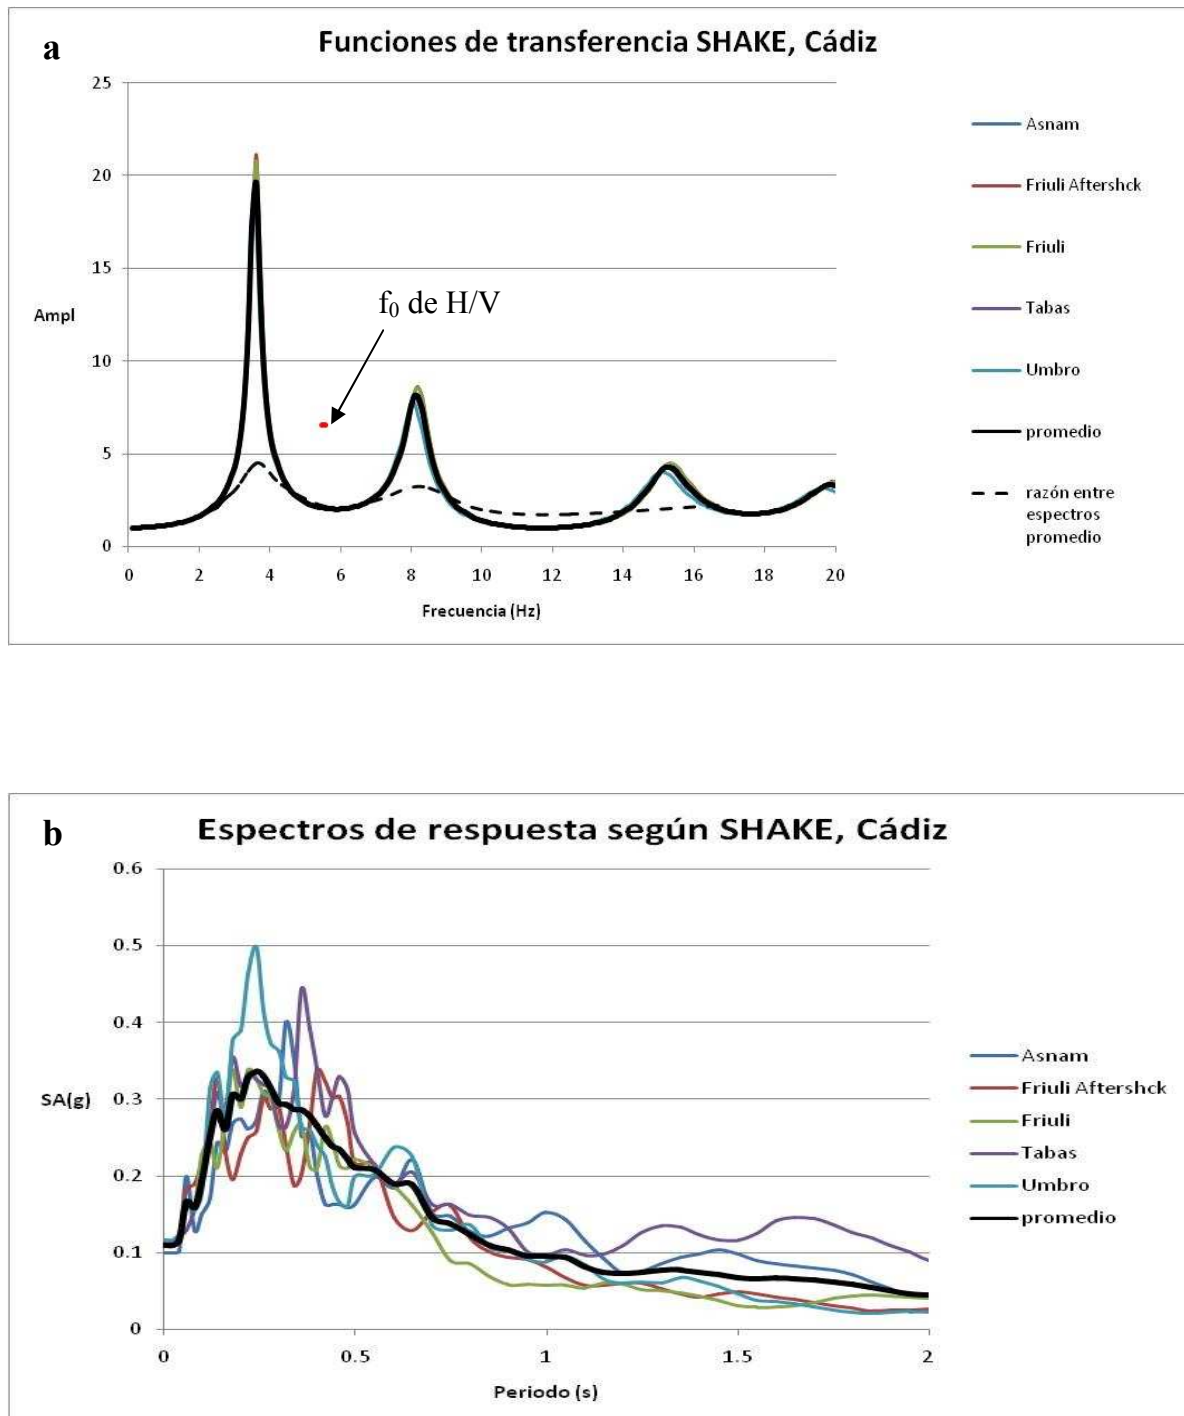 a
Funciones de transferencia SHAKE, Cádiz
25
20
15
10
5
0
Ampl
f₀ de H/V
0 2 4 6 8 10 12 14 16 18 20
Frecuencia (Hz)
Asnam
Friuli Aftershck
Friuli
Tabas
Umbro
promedio
razón entre
espectros
promedio
b
Espectros de respuesta según SHAKE, Cádiz
0.6
0.5
0.4
0.3
0.2
0.1
0
SA(g)
0 0.5 1 1.5 2
Periodo (s)
Asnam
Friuli Aftershck
Friuli
Tabas
Umbro
promedio